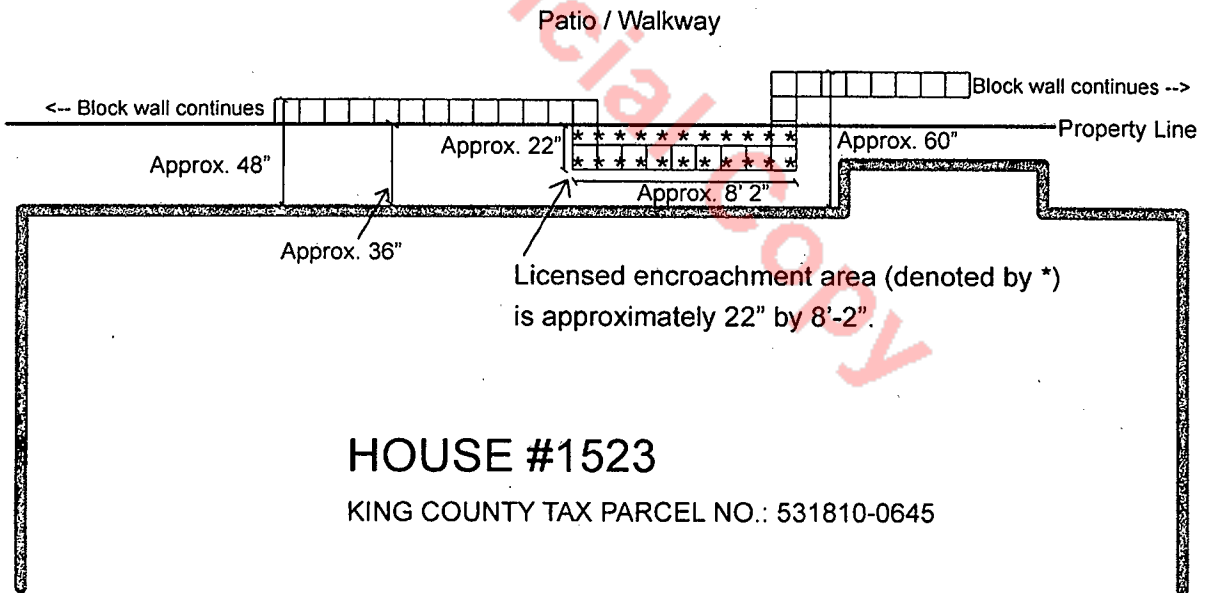 Patio / Walkway
<-- Block wall continues
Block wall continues -->
Property Line
Approx. 48"
Approx. 22"
* * * * * * * * * * *
* * * * * * * * * * *
Approx. 60"
Approx. 8' 2"
Approx. 36"
Licensed encroachment area (denoted by *)
is approximately 22" by 8'-2".
HOUSE #1523
KING COUNTY TAX PARCEL NO.: 531810-0645
cial Copy